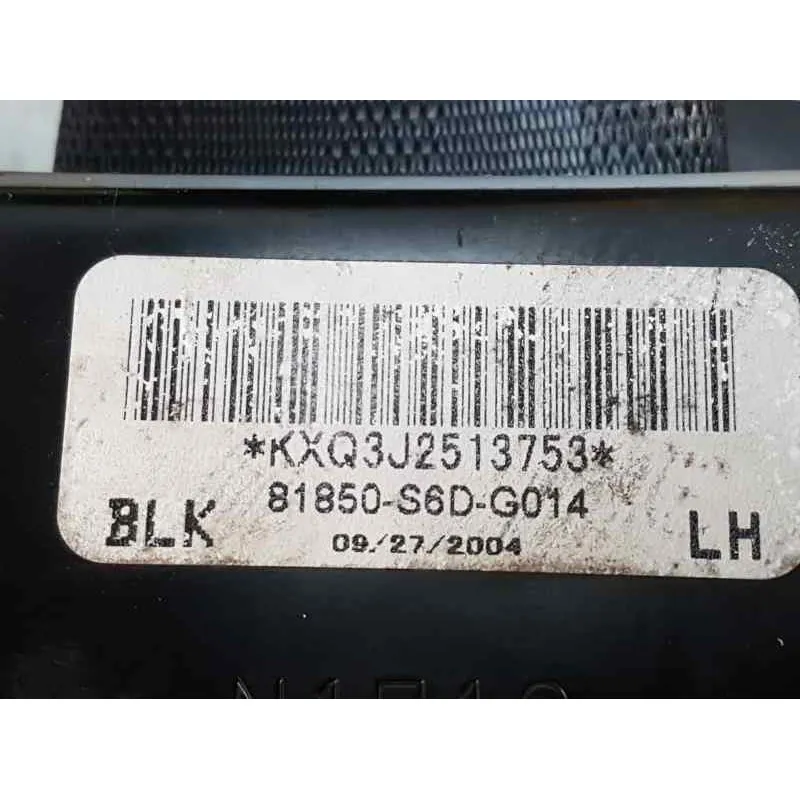 *KXQ3J2513753*
81850-S6D-G014
BLK 09/27/2004 LH